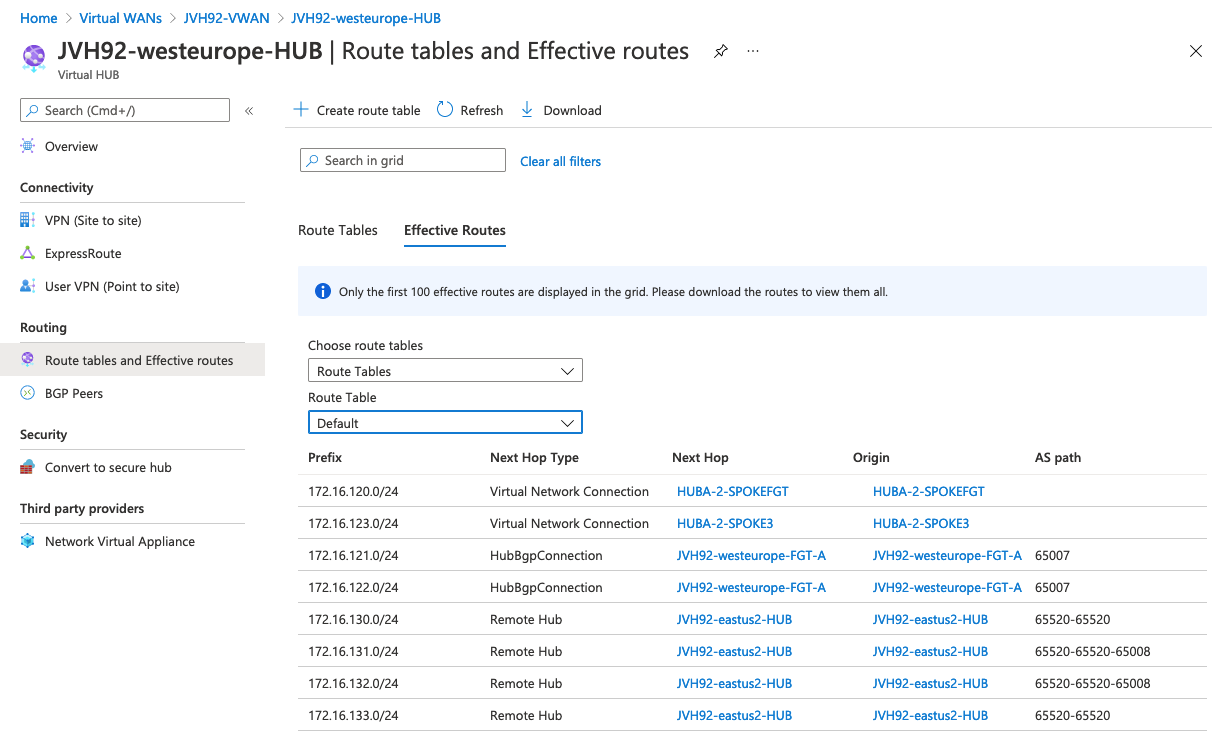 Home > Virtual WANs > JVH92-VWAN > JVH92-westeurope-HUB
JVH92-westeurope-HUB | Route tables and Effective routes ...
Virtual HUB
Search (Cmd+/) «
Overview
Connectivity
VPN (Site to site)
ExpressRoute
User VPN (Point to site)
Routing
Route tables and Effective routes
BGP Peers
Security
Convert to secure hub
Third party providers
Network Virtual Appliance
Create route table Refresh Download
Search in grid Clear all filters
Route Tables Effective Routes
Only the first 100 effective routes are displayed in the grid. Please download the routes to view them all.
Choose route tables
Route Tables
Route Table
Default
Prefix Next Hop Type Next Hop Origin AS path
172.16.120.0/24 Virtual Network Connection HUBA-2-SPOKEFGT HUBA-2-SPOKEFGT
172.16.123.0/24 Virtual Network Connection HUBA-2-SPOKE3 HUBA-2-SPOKE3
172.16.121.0/24 HubBgpConnection JVH92-westeurope-FGT-A JVH92-westeurope-FGT-A 65007
172.16.122.0/24 HubBgpConnection JVH92-westeurope-FGT-A JVH92-westeurope-FGT-A 65007
172.16.130.0/24 Remote Hub JVH92-eastus2-HUB JVH92-eastus2-HUB 65520-65520
172.16.131.0/24 Remote Hub JVH92-eastus2-HUB JVH92-eastus2-HUB 65520-65520-65008
172.16.132.0/24 Remote Hub JVH92-eastus2-HUB JVH92-eastus2-HUB 65520-65520-65008
172.16.133.0/24 Remote Hub JVH92-eastus2-HUB JVH92-eastus2-HUB 65520-65520